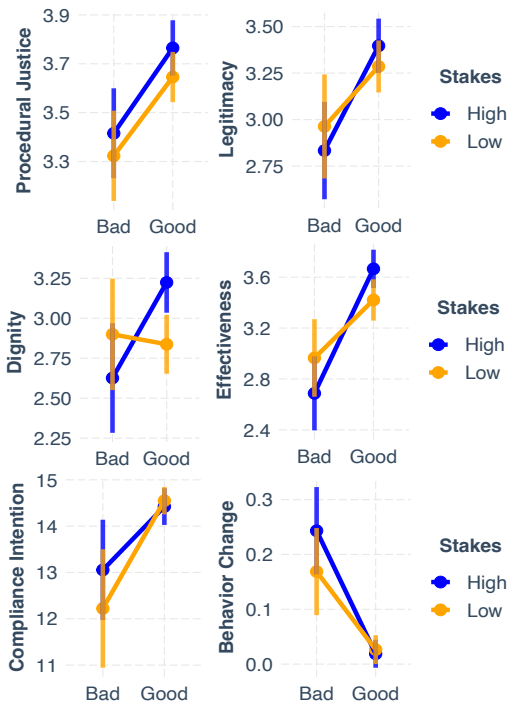 Procedural Justice
3.9
3.7
3.5
3.3
Bad Good
Legitimacy
3.50
3.25
3.00
2.75
Bad Good
Stakes
High
Low
Dignity
3.25
3.00
2.75
2.50
2.25
Bad Good
Effectiveness
3.6
3.2
2.8
2.4
Bad Good
Stakes
High
Low
Compliance Intention
15
14
13
12
11
Bad Good
Behavior Change
0.3
0.2
0.1
0.0
Bad Good
Stakes
High
Low